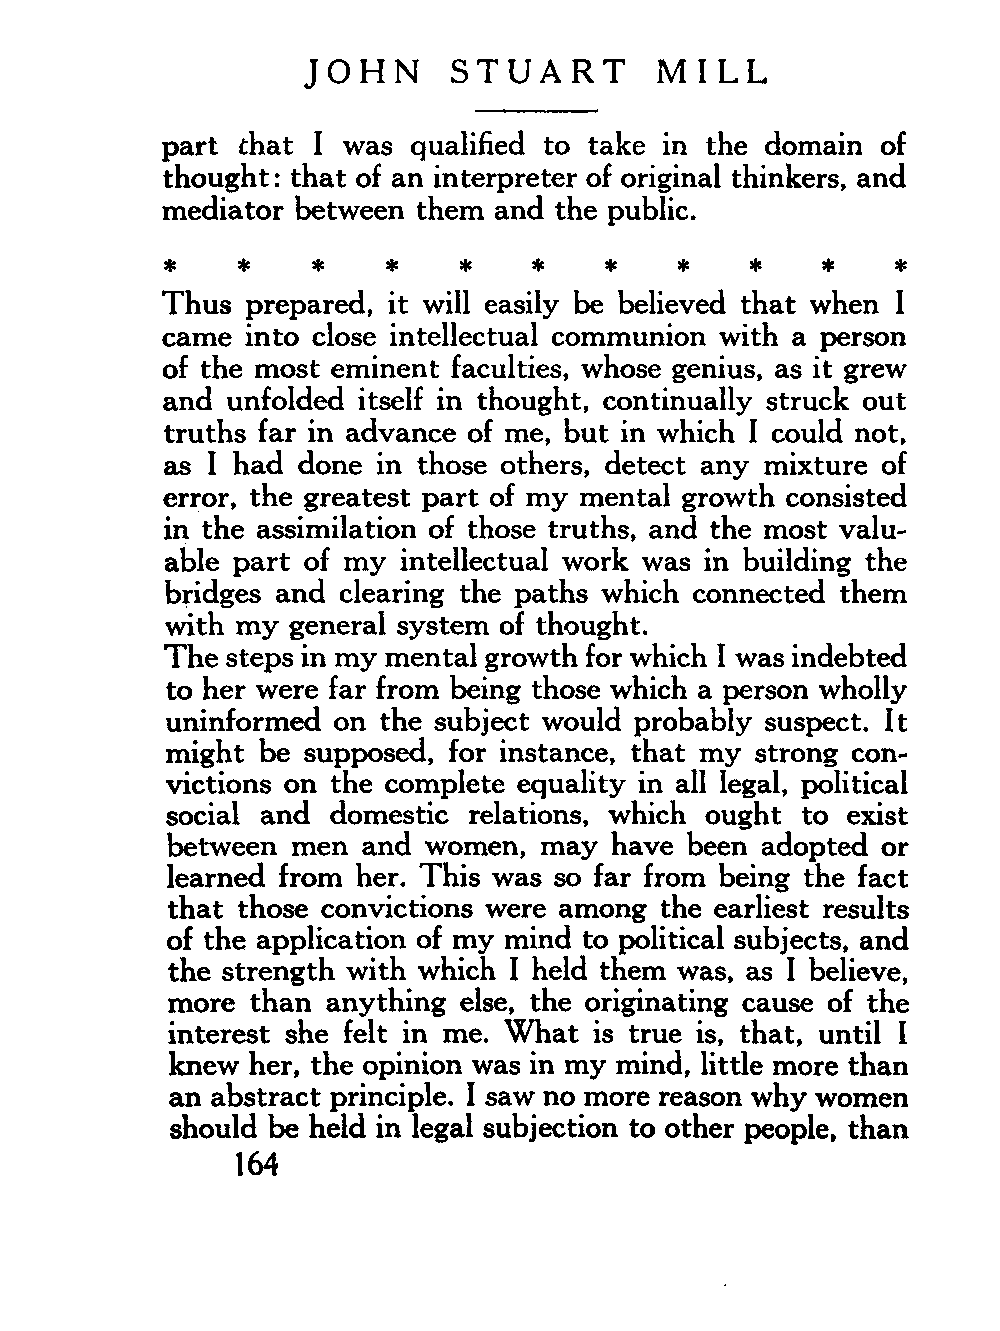 JOHN STUART MILL
part that I was qualified to take in the domain of
thought: that of an interpreter of original thinkers, and
mediator between them and the public.
* * * * * * * * * * *
Thus prepared, it will easily be believed that when I
came into close intellectual communion with a person
of the most eminent faculties, whose genius, as it grew
and unfolded itself in thought, continually struck out
truths far in advance of me, but in which I could not,
as I had done in those others, detect any mixture of
error, the greatest part of my mental growth consisted
in the assimilation of those truths, and the most valu-
able part of my intellectual work was in building the
bridges and clearing the paths which connected them
with my general system of thought.
The steps in my mental growth for which I was indebted
to her were far from being those which a person wholly
uninformed on the subject would probably suspect. It
might be supposed, for instance, that my strong con-
victions on the complete equality in all legal, political
social and domestic relations, which ought to exist
between men and women, may have been adopted or
learned from her. This was so far from being the fact
that those convictions were among the earliest results
of the application of my mind to political subjects, and
the strength with which I held them was, as I believe,
more than anything else, the originating cause of the
interest she felt in me. What is true is, that, until I
knew her, the opinion was in my mind, little more than
an abstract principle. I saw no more reason why women
should be held in legal subjection to other people, than
164